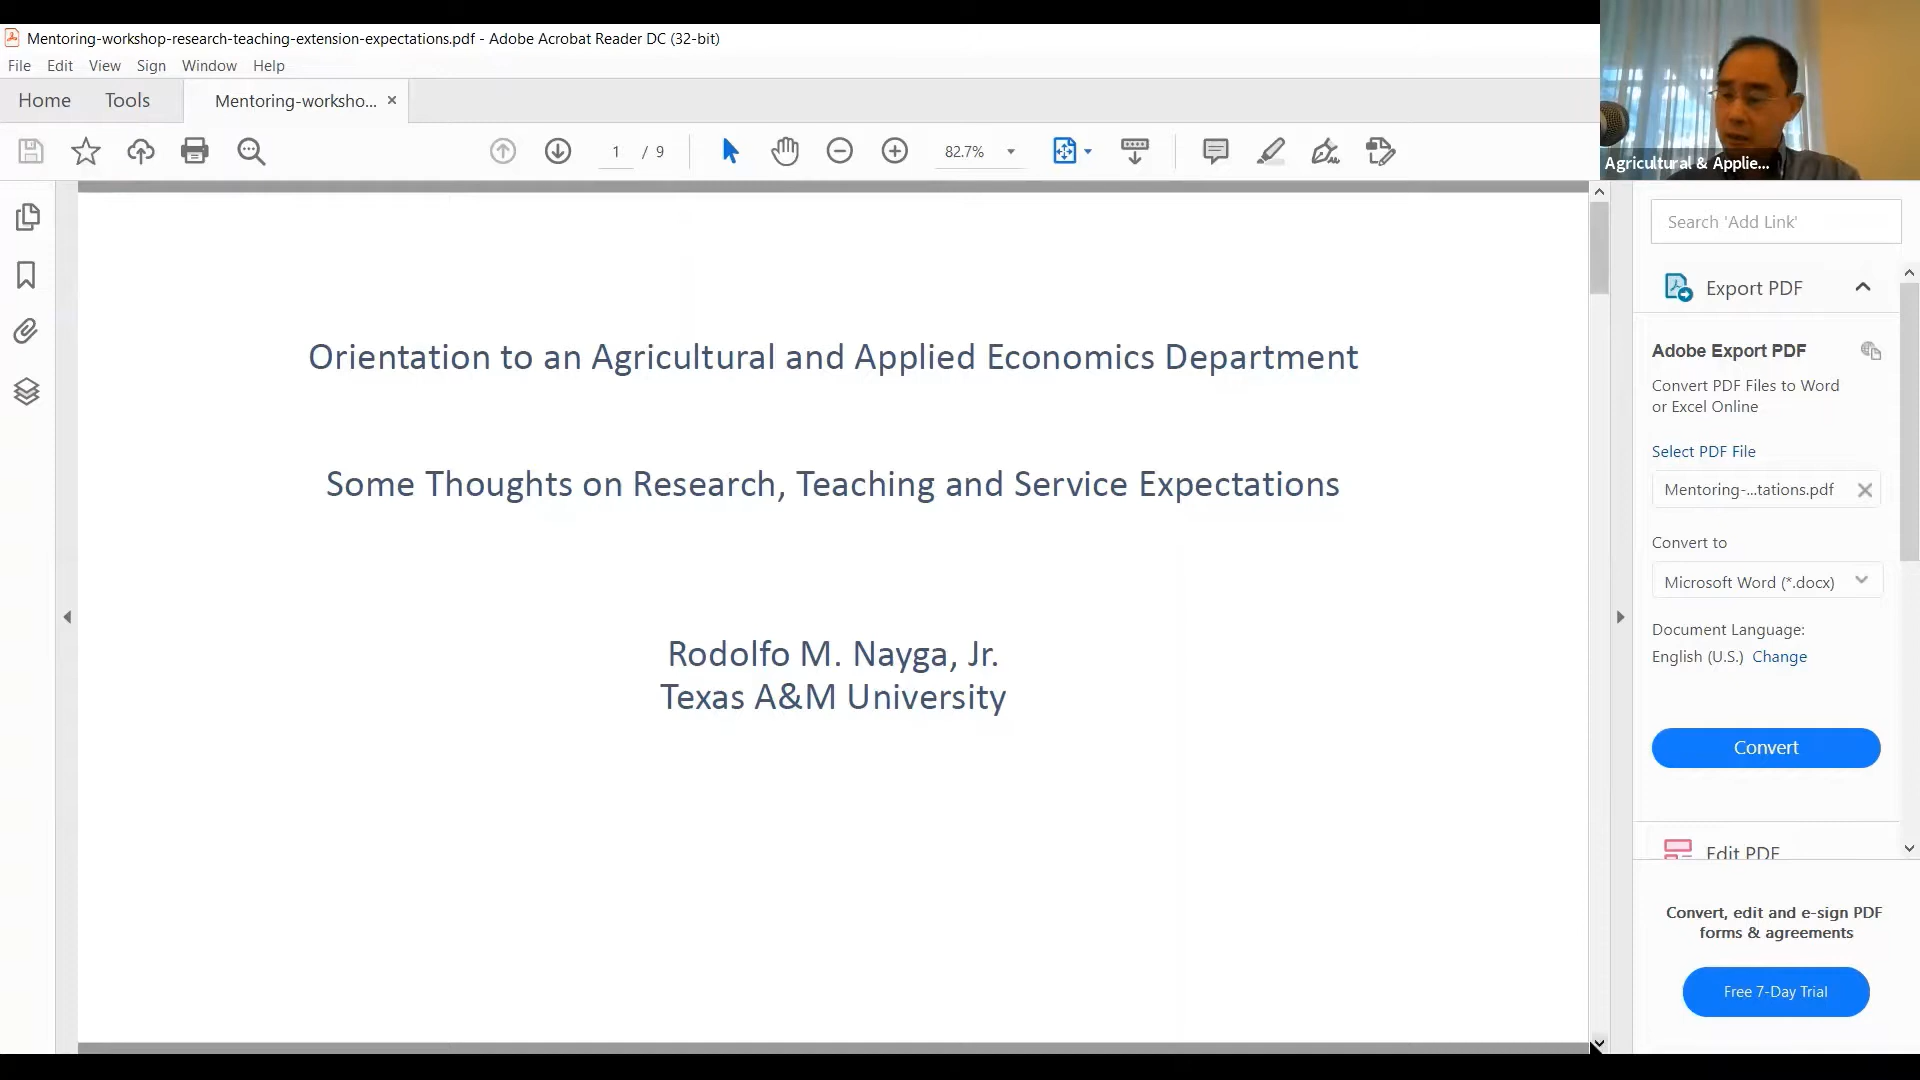 Mentoring-workshop-research-teaching-extension-expectations.pdf - Adobe Acrobat Reader DC (32-bit)
File Edit View Sign Window Help
Home Tools Mentoring-worksho... ×
1 / 9 82.7%
Agricultural & Applie...
Orientation to an Agricultural and Applied Economics Department
Some Thoughts on Research, Teaching and Service Expectations
Rodolfo M. Nayga, Jr.
Texas A&M University
Search 'Add Link'
Export PDF
Adobe Export PDF
Convert PDF Files to Word
or Excel Online
Select PDF File
Mentoring-...tations.pdf
Convert to
Microsoft Word (*.docx)
Document Language:
English (U.S.) Change
Convert
Edit PDF
Convert, edit and e-sign PDF
forms & agreements
Free 7-Day Trial